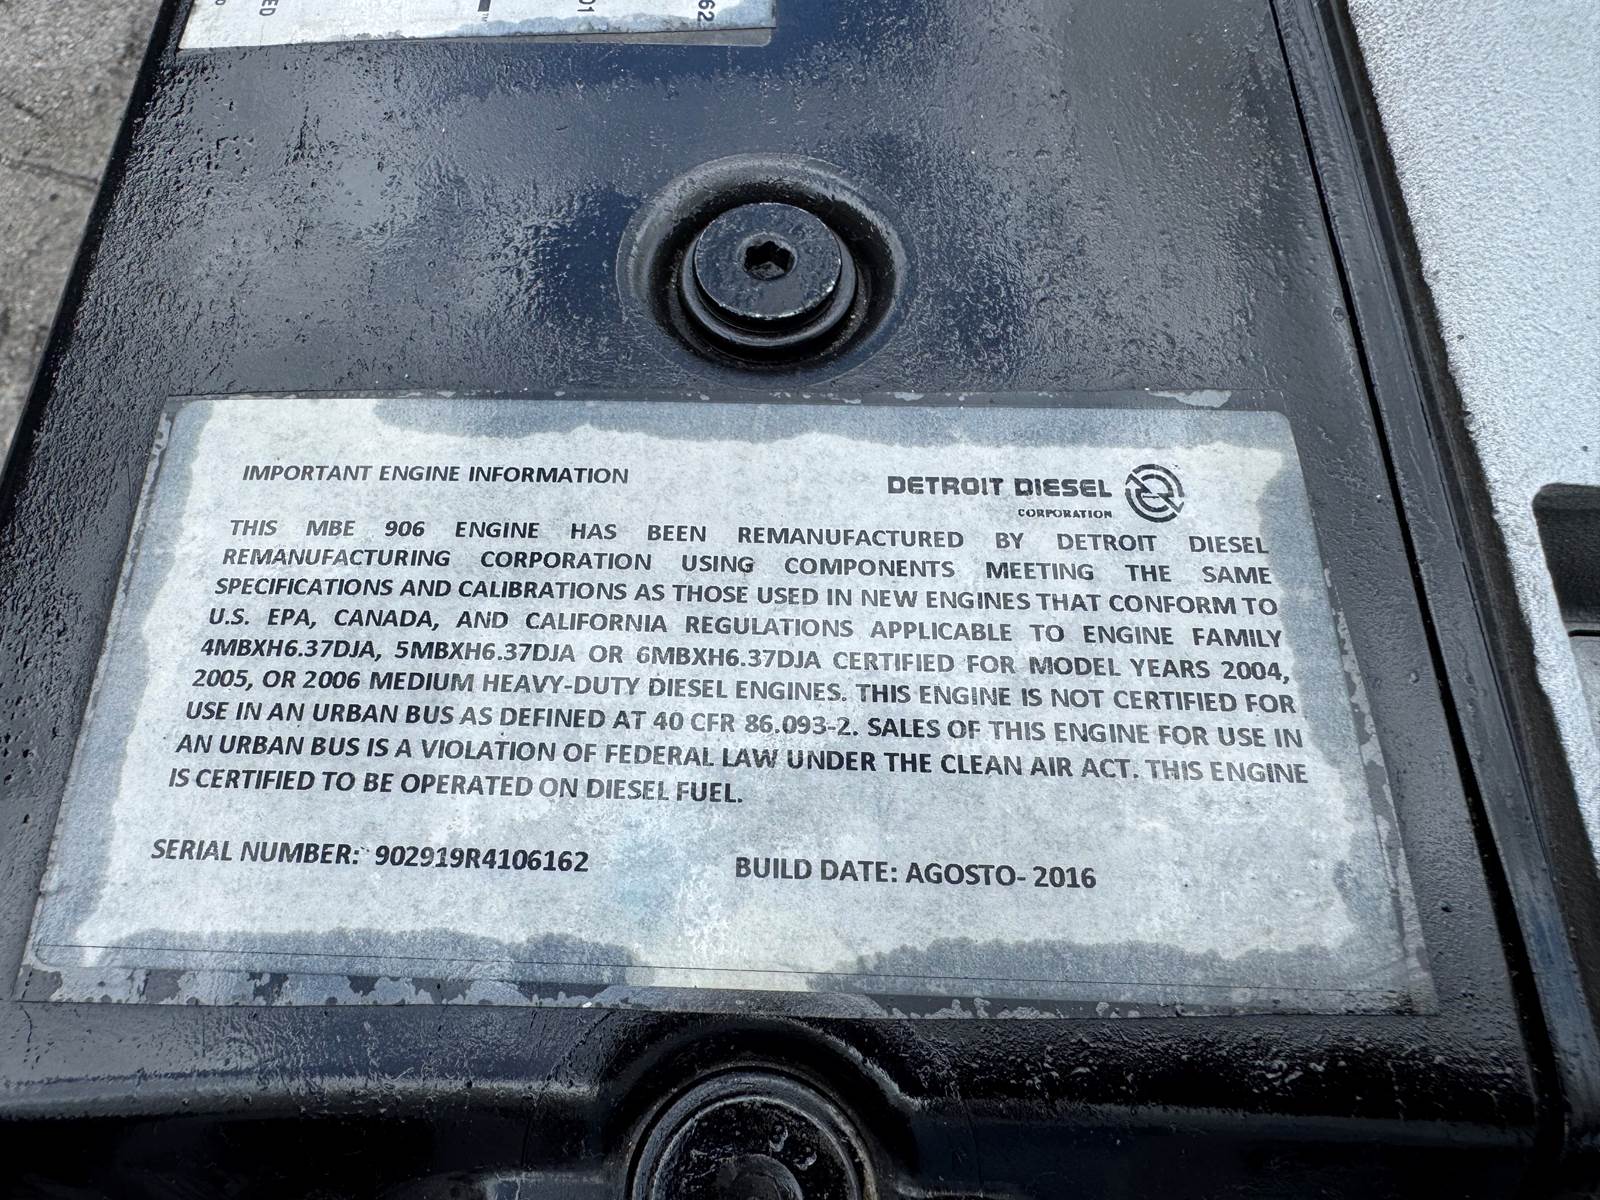 IMPORTANT ENGINE INFORMATION
DETROIT DIESEL
CORPORATION
THIS MBE 906 ENGINE HAS BEEN REMANUFACTURED BY DETROIT DIESEL
REMANUFACTURING CORPORATION USING COMPONENTS MEETING THE SAME
SPECIFICATIONS AND CALIBRATIONS AS THOSE USED IN NEW ENGINES THAT CONFORM TO
U.S. EPA, CANADA, AND CALIFORNIA REGULATIONS APPLICABLE TO ENGINE FAMILY
4MBXH6.37DJA, 5MBXH6.37DJA OR 6MBXH6.37DJA CERTIFIED FOR MODEL YEARS 2004,
2005, OR 2006 MEDIUM HEAVY-DUTY DIESEL ENGINES. THIS ENGINE IS NOT CERTIFIED FOR
USE IN AN URBAN BUS AS DEFINED AT 40 CFR 86.093-2. SALES OF THIS ENGINE FOR USE IN
AN URBAN BUS IS A VIOLATION OF FEDERAL LAW UNDER THE CLEAN AIR ACT. THIS ENGINE
IS CERTIFIED TO BE OPERATED ON DIESEL FUEL.
SERIAL NUMBER: 902919R4106162
BUILD DATE: AGOSTO- 2016